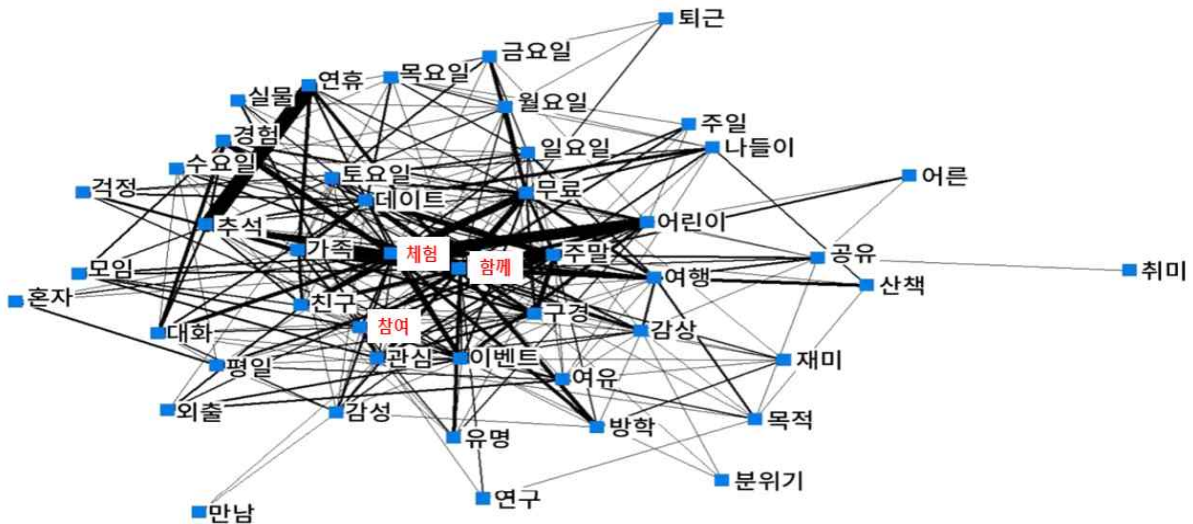 퇴근
금요일
목요일
연휴
실물
월요일
주일
경험
나들이
일요일
수요일
어른
토요일
걱정
무료
데이트
추석
어린이
가족
체험
주말
공유
함께
모임
취미
여행
산책
혼자
친구
구경
참여
대화
감상
관심
이벤트
재미
평일
여유
외출
감성
목적
방학
유명
분위기
연구
만남